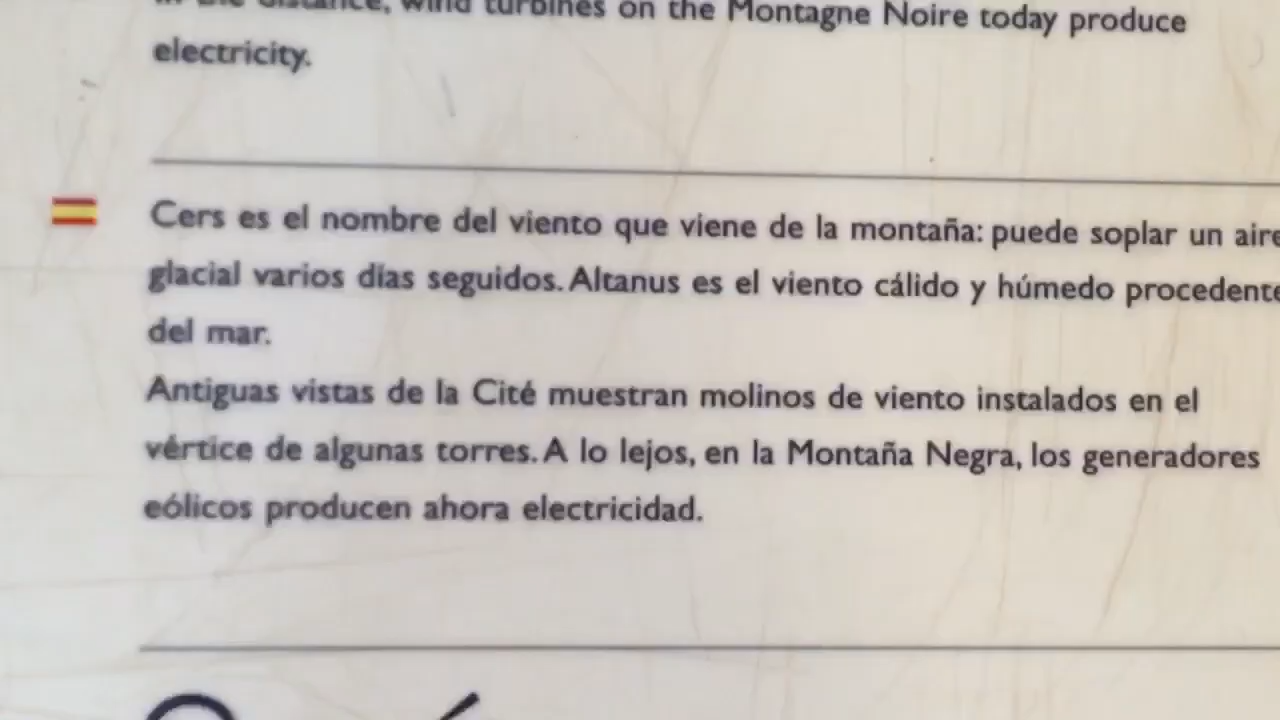 in the distance, wind turbines on the Montagne Noire today produce
electricity.
Cers es el nombre del viento que viene de la montaña: puede soplar un aire
glacial varios días seguidos. Altanus es el viento cálido y húmedo procedente
del mar.
Antiguas vistas de la Cité muestran molinos de viento instalados en el
vértice de algunas torres. A lo lejos, en la Montaña Negra, los generadores
eólicos producen ahora electricidad.